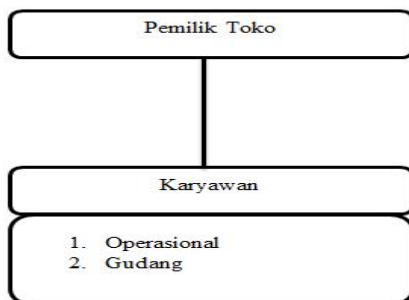 Pemilik Toko
Karyawan
1. Operasional
2. Gudang